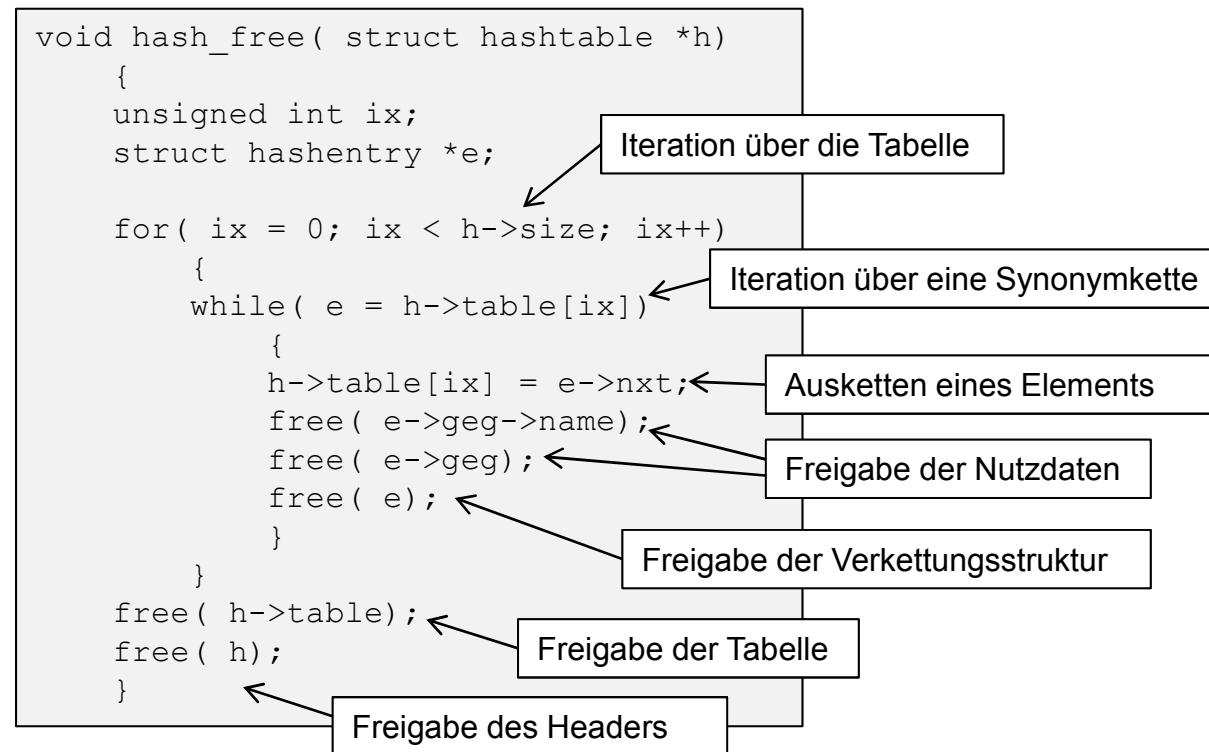 void hash_free( struct hashtable *h)
{
unsigned int ix;
struct hashentry *e;
Iteration über die Tabelle
for( ix = 0; ix < h->size; ix++)
{
Iteration über eine Synonymkette
while( e = h->table[ix])
{
h->table[ix] = e->nxt;
Ausketten eines Elements
free( e->geg->name);
free( e->geg);
Freigabe der Nutzdaten
free( e);
}
Freigabe der Verkettungsstruktur
}
free( h->table);
Freigabe der Tabelle
free( h);
}
Freigabe des Headers